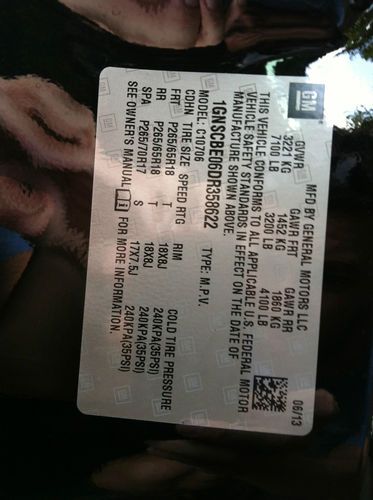 GM
MFD BY GENERAL MOTORS LLC 06/13
GVWR GAWR FRT GAWR RR
3221 KG 1452 KG 1860 KG
7100 LB 3200 LB 4100 LB
THIS VEHICLE CONFORMS TO ALL APPLICABLE U.S. FEDERAL MOTOR
VEHICLE SAFETY STANDARDS IN EFFECT ON THE DATE OF
MANUFACTURE SHOWN ABOVE.
1GNSCBE06DR358622 TYPE: M.P.V.
MODEL: C10706
CDHN TIRE SIZE SPEED RTG RIM COLD TIRE PRESSURE
FRT P265/65R18 T 18X8J 240KPA(35PSI)
RR P265/65R18 T 18X8J 240KPA(35PSI)
SPA P265/70R17 S 17X7.5J 240KPA(35PSI)
SEE OWNER'S MANUAL